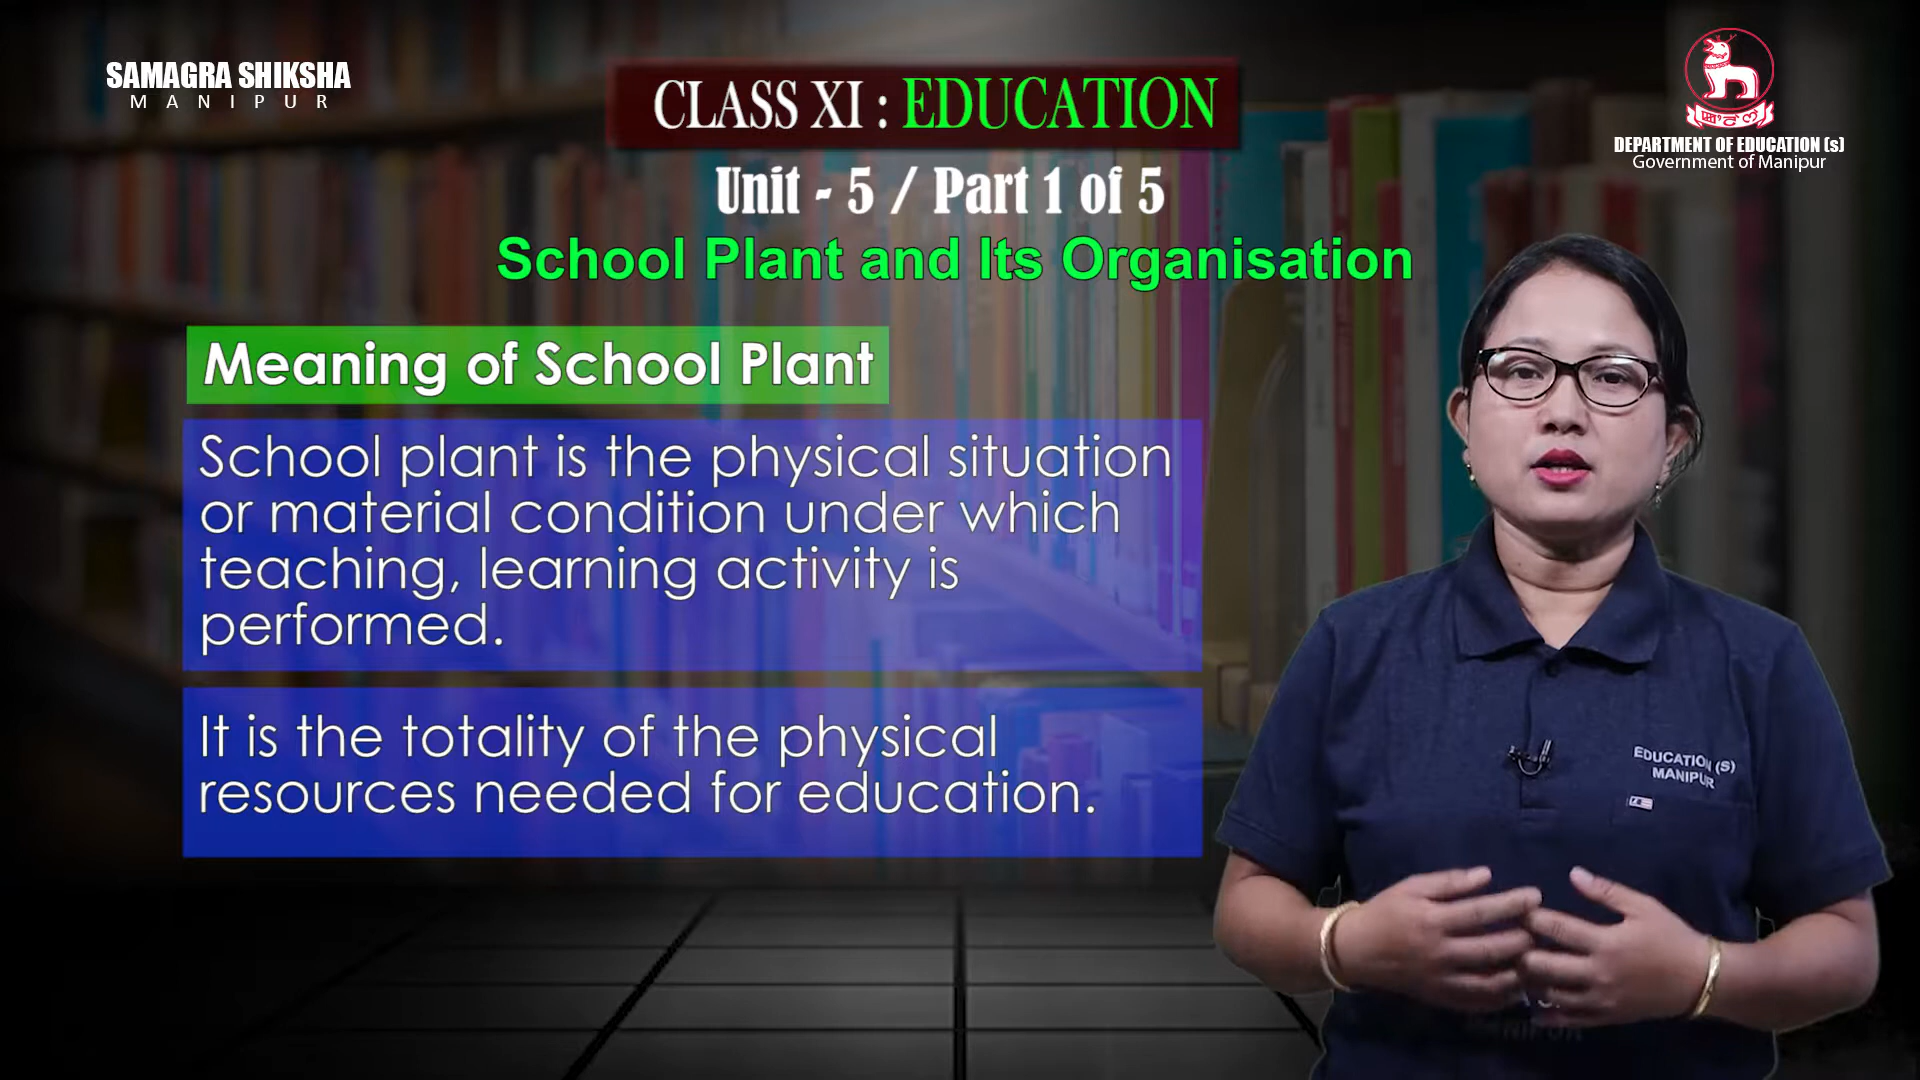 SAMAGRA SHIKSHA
MANIPUR
CLASS XI : EDUCATION
Unit - 5 / Part 1 of 5
School Plant and Its Organisation
DEPARTMENT OF EDUCATION (s)
Government of Manipur
Meaning of School Plant
School plant is the physical situation
or material condition under which
teaching, learning activity is
performed.
It is the totality of the physical
resources needed for education.
EDUCATION (S)
MANIPUR